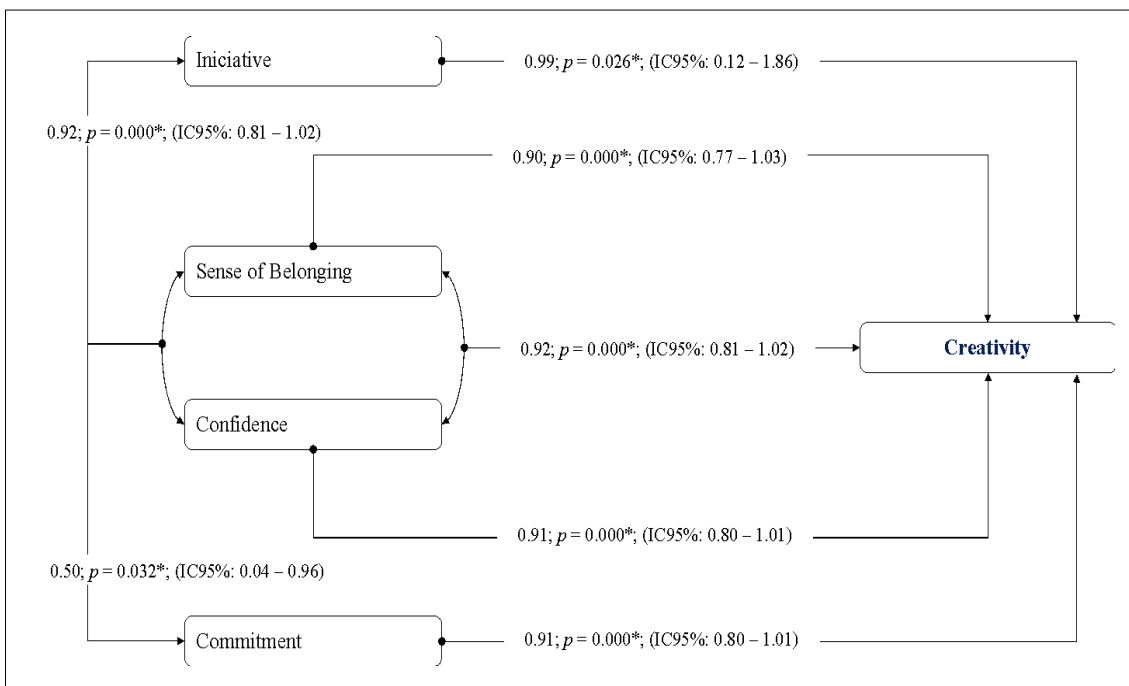 Iniciative
0.99; p = 0.026*; (IC95%: 0.12 – 1.86)
0.92; p = 0.000*; (IC95%: 0.81 – 1.02)
0.90; p = 0.000*; (IC95%: 0.77 – 1.03)
Sense of Belonging
0.92; p = 0.000*; (IC95%: 0.81 – 1.02)
Creativity
Confidence
0.91; p = 0.000*; (IC95%: 0.80 – 1.01)
0.50; p = 0.032*; (IC95%: 0.04 – 0.96)
Commitment
0.91; p = 0.000*; (IC95%: 0.80 – 1.01)